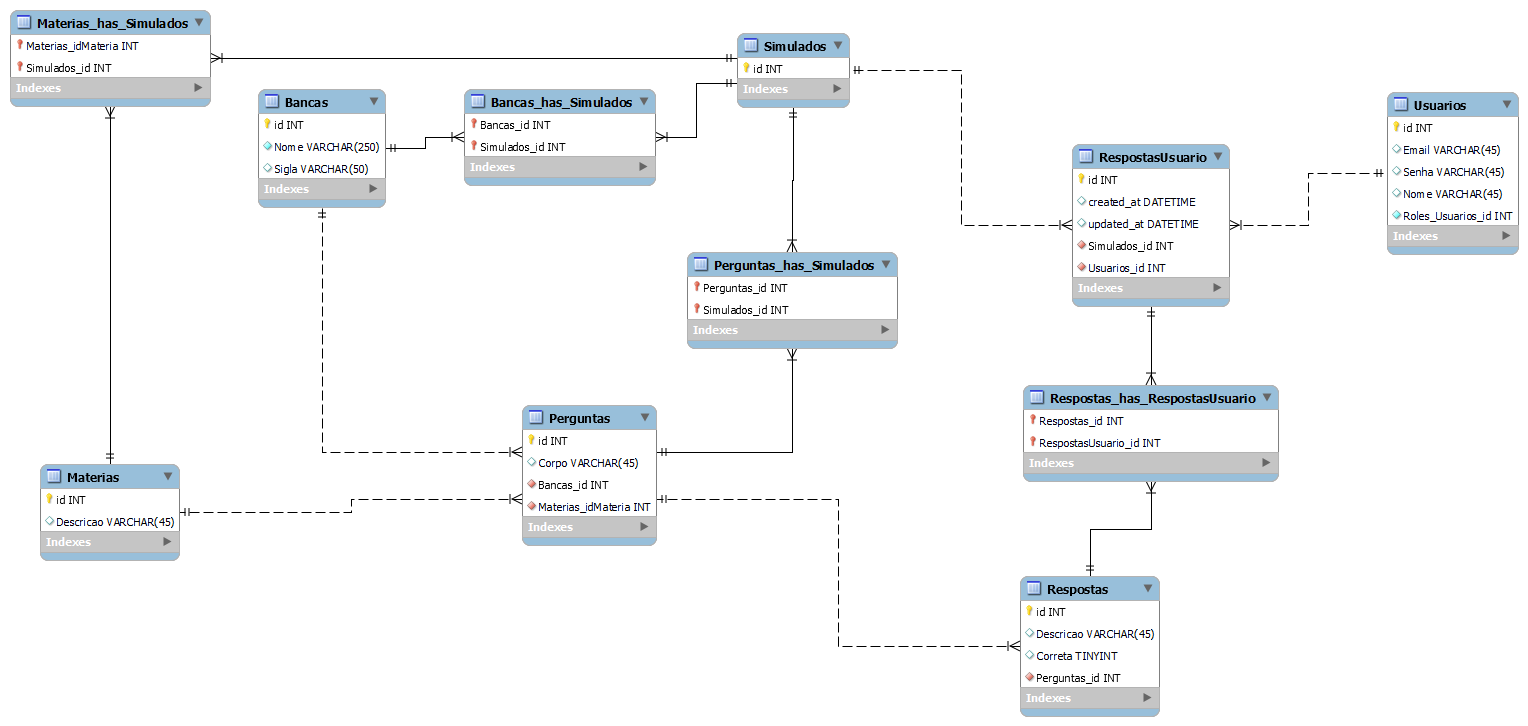 Materias_has_Simulados
Materias_idMateria INT
Simulados_id INT
Indexes
Simulados
id INT
Indexes
Bancas
id INT
Nome VARCHAR(250)
Sigla VARCHAR(50)
Indexes
Bancas_has_Simulados
Bancas_id INT
Simulados_id INT
Indexes
Usuarios
id INT
Email VARCHAR(45)
Senha VARCHAR(45)
Nome VARCHAR(45)
Roles_Usuarios_id INT
Indexes
RespostasUsuario
id INT
created_at DATETIME
updated_at DATETIME
Simulados_id INT
Usuarios_id INT
Indexes
Perguntas_has_Simulados
Perguntas_id INT
Simulados_id INT
Indexes
Respostas_has_RespostasUsuario
Respostas_id INT
RespostasUsuario_id INT
Indexes
Perguntas
id INT
Corpo VARCHAR(45)
Bancas_id INT
Materias_idMateria INT
Indexes
Materias
id INT
Descricao VARCHAR(45)
Indexes
Respostas
id INT
Descricao VARCHAR(45)
Correta TINYINT
Perguntas_id INT
Indexes